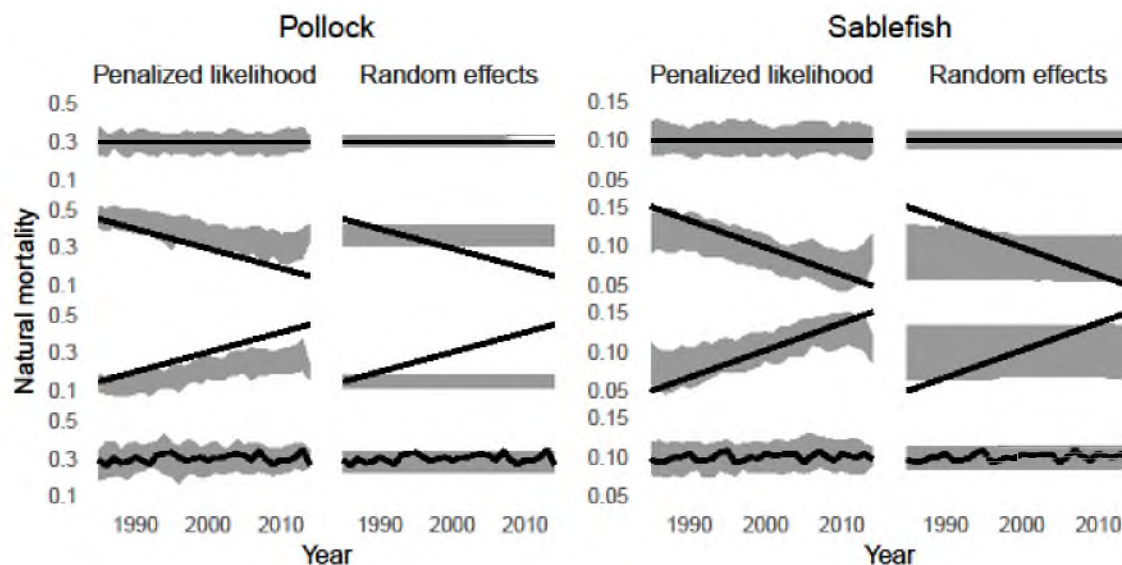 Pollock Sablefish
Penalized likelihood Random effects Penalized likelihood Random effects
Natural mortality
0.5 0.15
0.3 0.10
0.1 0.05
0.5 0.15
0.3 0.10
0.1 0.05
0.5 0.15
0.3 0.10
0.1 0.05
0.5 0.15
0.3 0.10
0.1 0.05
1990 2000 2010 1990 2000 2010 1990 2000 2010 1990 2000 2010
Year Year